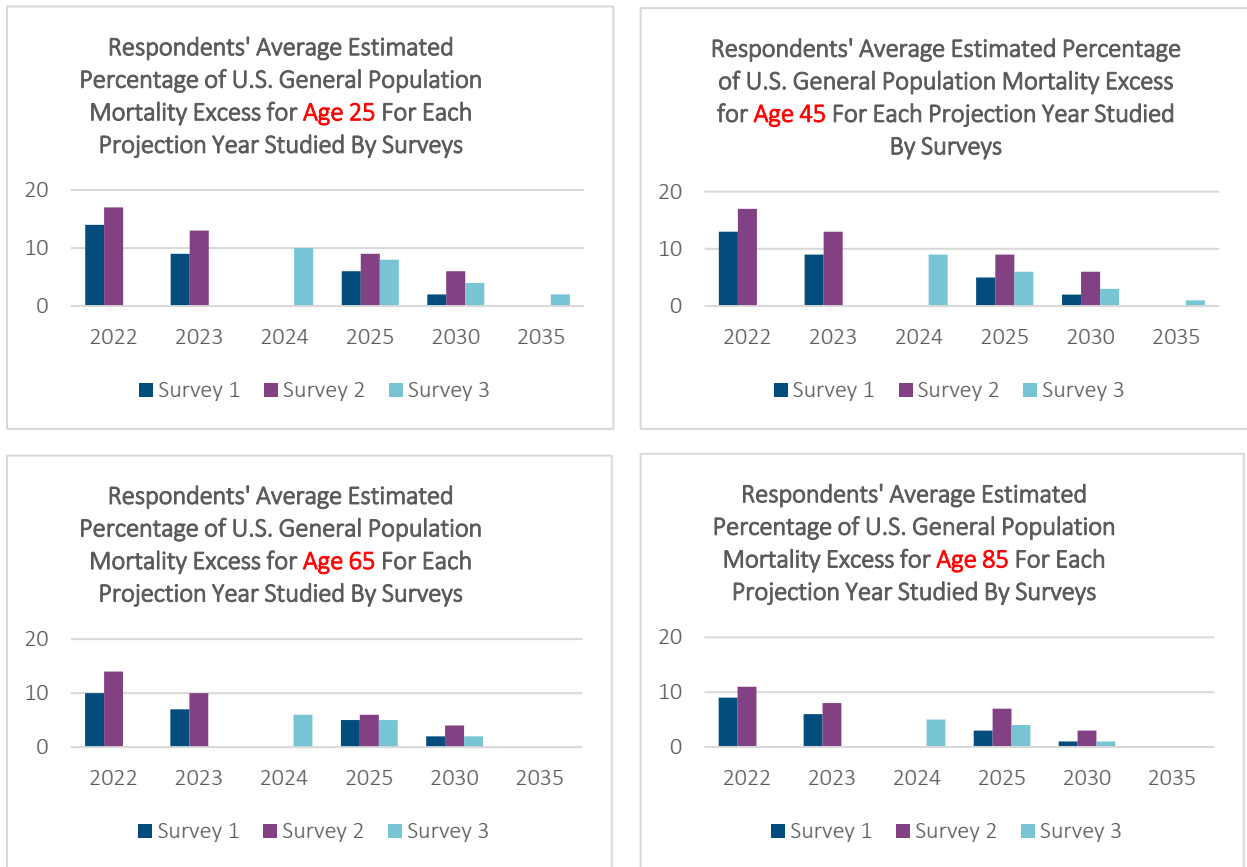 Respondents' Average Estimated
Percentage of U.S. General Population
Mortality Excess for Age 25 For Each
Projection Year Studied By Surveys
20
10
0
2022 2023 2024 2025 2030 2035
Survey 1 Survey 2 Survey 3
Respondents' Average Estimated Percentage
of U.S. General Population Mortality Excess
for Age 45 For Each Projection Year Studied
By Surveys
20
10
0
2022 2023 2024 2025 2030 2035
Survey 1 Survey 2 Survey 3
Respondents' Average Estimated
Percentage of U.S. General Population
Mortality Excess for Age 65 For Each
Projection Year Studied By Surveys
20
10
0
2022 2023 2024 2025 2030 2035
Survey 1 Survey 2 Survey 3
Respondents' Average Estimated
Percentage of U.S. General Population
Mortality Excess for Age 85 For Each
Projection Year Studied By Surveys
20
10
0
2022 2023 2024 2025 2030 2035
Survey 1 Survey 2 Survey 3